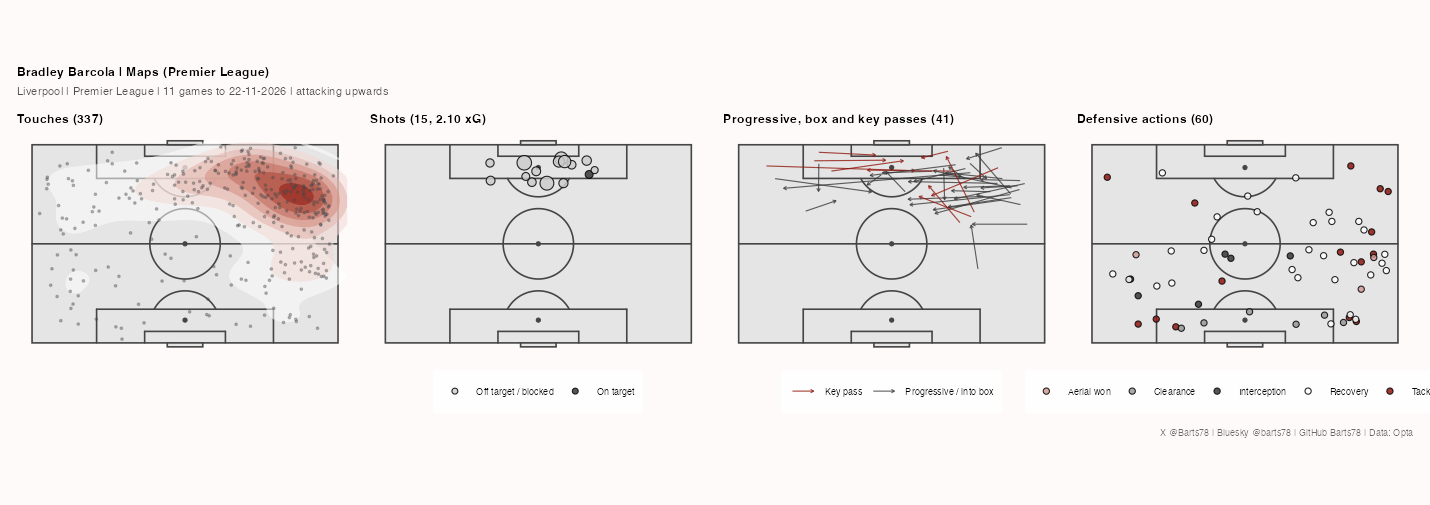 Bradley Barcola | Maps (Premier League)
Liverpool | Premier League | 11 games to 22-11-2026 | attacking upwards
Touches (337)
Shots (15, 2.10 xG)
Progressive, box and key passes (41)
Defensive actions (60)
Off target / blocked
On target
Key pass
Progressive / into box
Aerial won
Clearance
Interception
Recovery
Tack
X @Barts78 | Bluesky @barts78 | GitHub Barts78 | Data: Opta